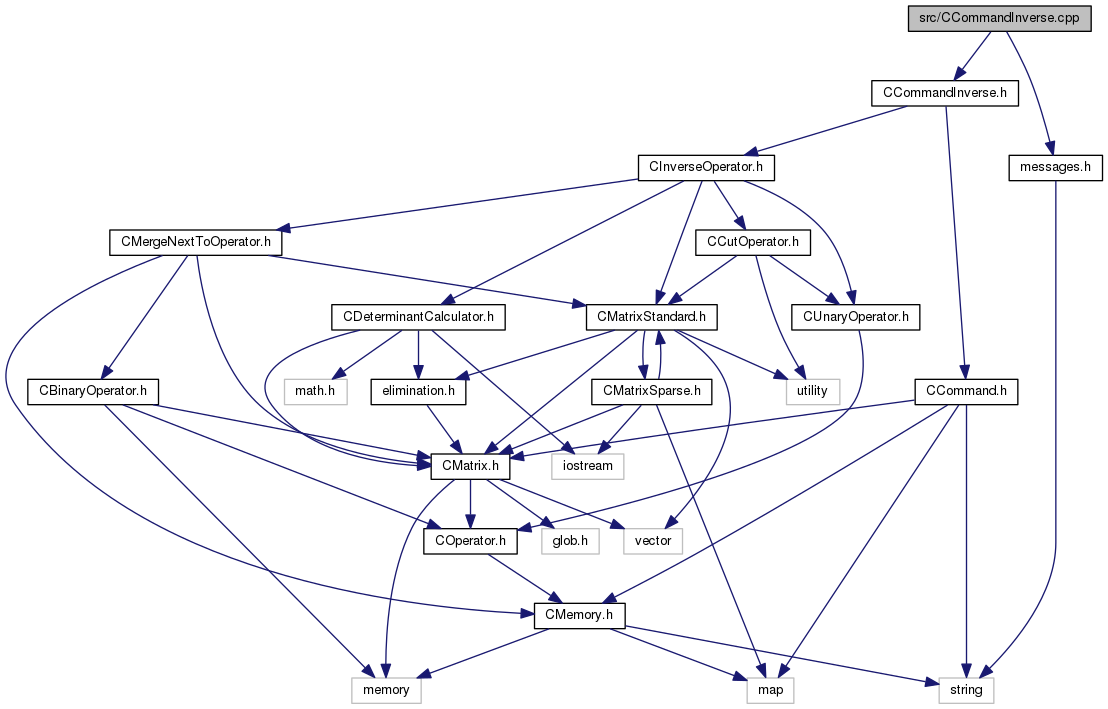 src/CCommandInverse.cpp
CCommandInverse.h
CInverseOperator.h
messages.h
CMergeNextToOperator.h
CCutOperator.h
CDeterminantCalculator.h
CMatrixStandard.h
CUnaryOperator.h
CBinaryOperator.h
math.h
elimination.h
CMatrixSparse.h
utility
CCommand.h
CMatrix.h
iostream
COperator.h
glob.h
vector
CMemory.h
memory
map
string